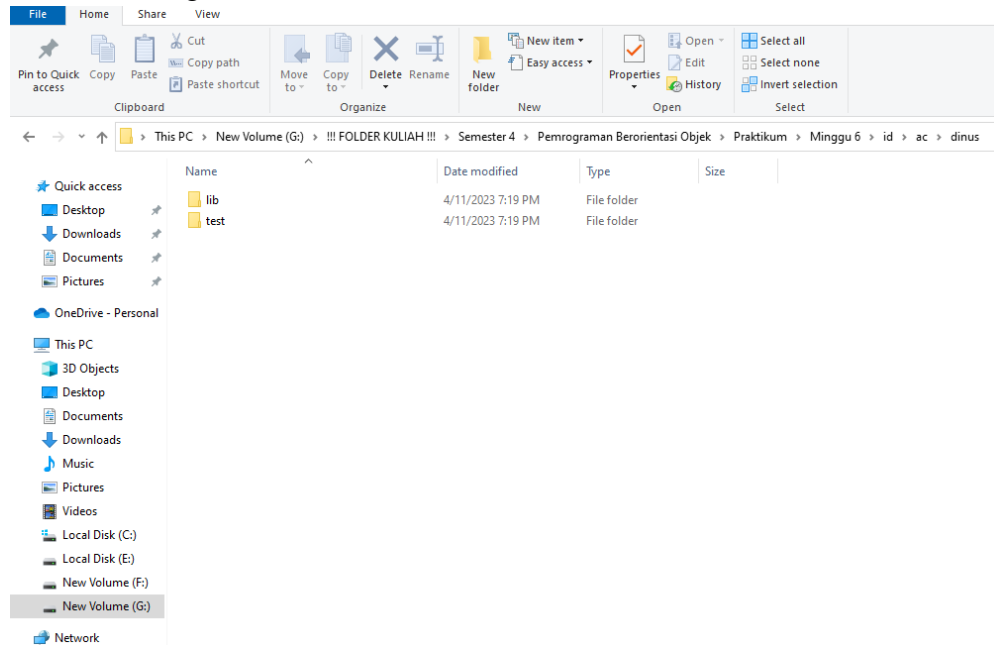 File Home Share View
Pin to Quick access
Copy
Paste
Cut
Copy path
Paste shortcut
Clipboard
Move to
Copy to
Delete
Rename
Organize
New folder
New item
Easy access
New
Properties
Open
Edit
History
Open
Select all
Select none
Invert selection
Select
This PC > New Volume (G:) > !!! FOLDER KULIAH !!! > Semester 4 > Pemrograman Berorientasi Objek > Praktikum > Minggu 6 > id > ac > dinus
Name Date modified Type Size
lib 4/11/2023 7:19 PM File folder
test 4/11/2023 7:19 PM File folder
Quick access
Desktop
Downloads
Documents
Pictures
OneDrive - Personal
This PC
3D Objects
Desktop
Documents
Downloads
Music
Pictures
Videos
Local Disk (C:)
Local Disk (E:)
New Volume (F:)
New Volume (G:)
Network